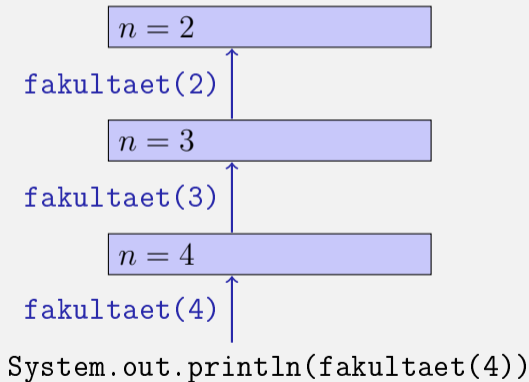 n = 2
fakultaet(2)
n = 3
fakultaet(3)
n = 4
fakultaet(4)
System.out.println(fakultaet(4))